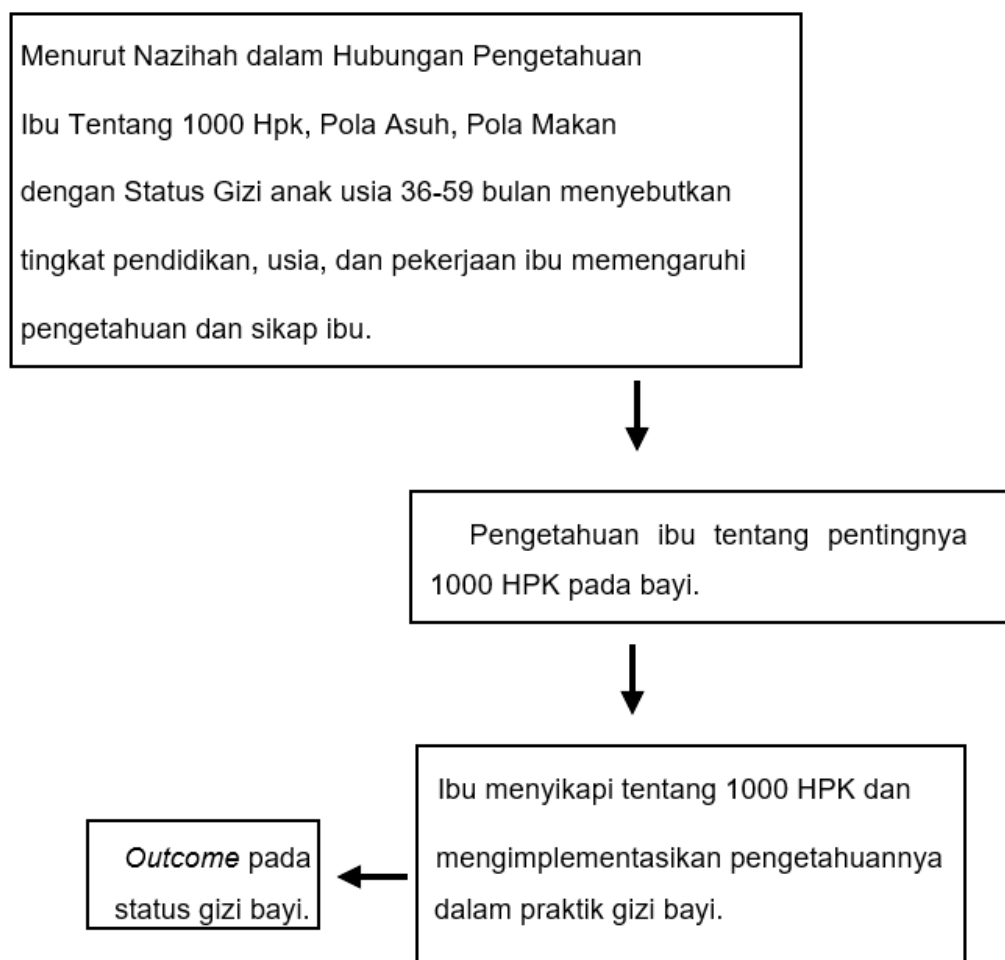 Menurut Nazihah dalam Hubungan Pengetahuan
Ibu Tentang 1000 Hpk, Pola Asuh, Pola Makan
dengan Status Gizi anak usia 36-59 bulan menyebutkan
tingkat pendidikan, usia, dan pekerjaan ibu memengaruhi
pengetahuan dan sikap ibu.
Pengetahuan ibu tentang pentingnya
1000 HPK pada bayi.
Ibu menyikapi tentang 1000 HPK dan
mengimplementasikan pengetahuannya
dalam praktik gizi bayi.
Outcome pada
status gizi bayi.